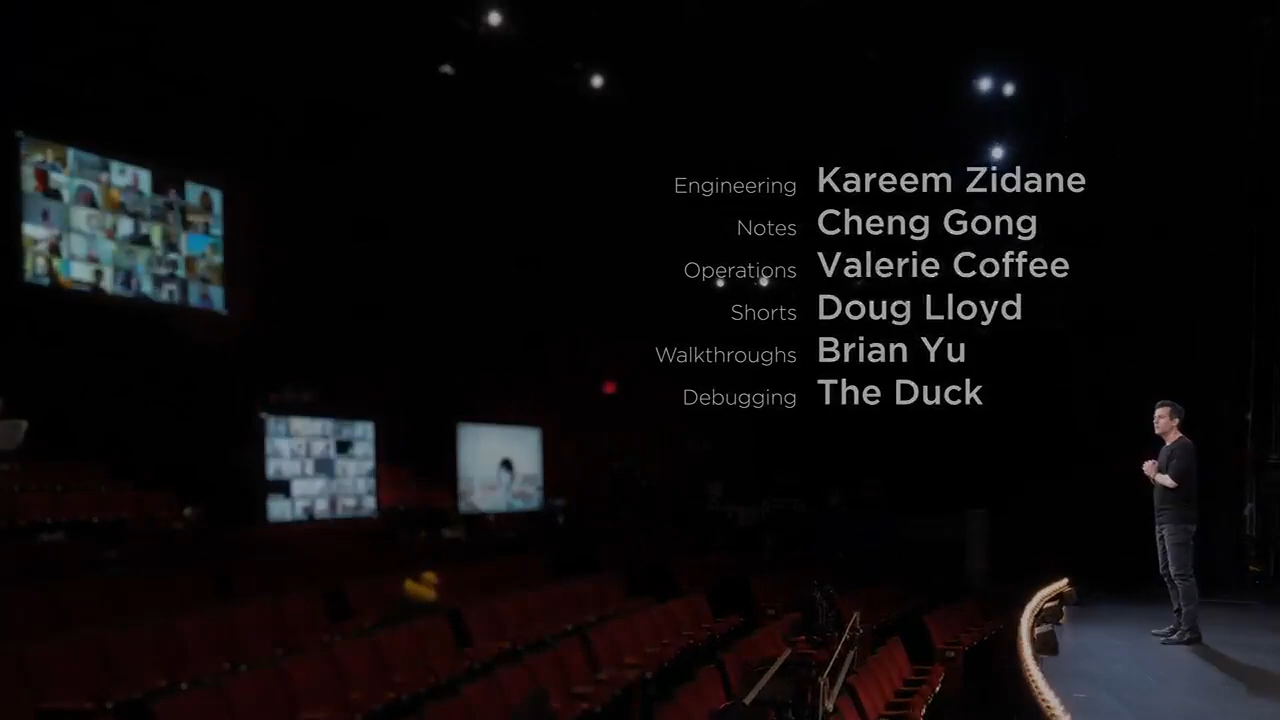 Engineering Kareem Zidane
Notes Cheng Gong
Operations Valerie Coffee
Shorts Doug Lloyd
Walkthroughs Brian Yu
Debugging The Duck